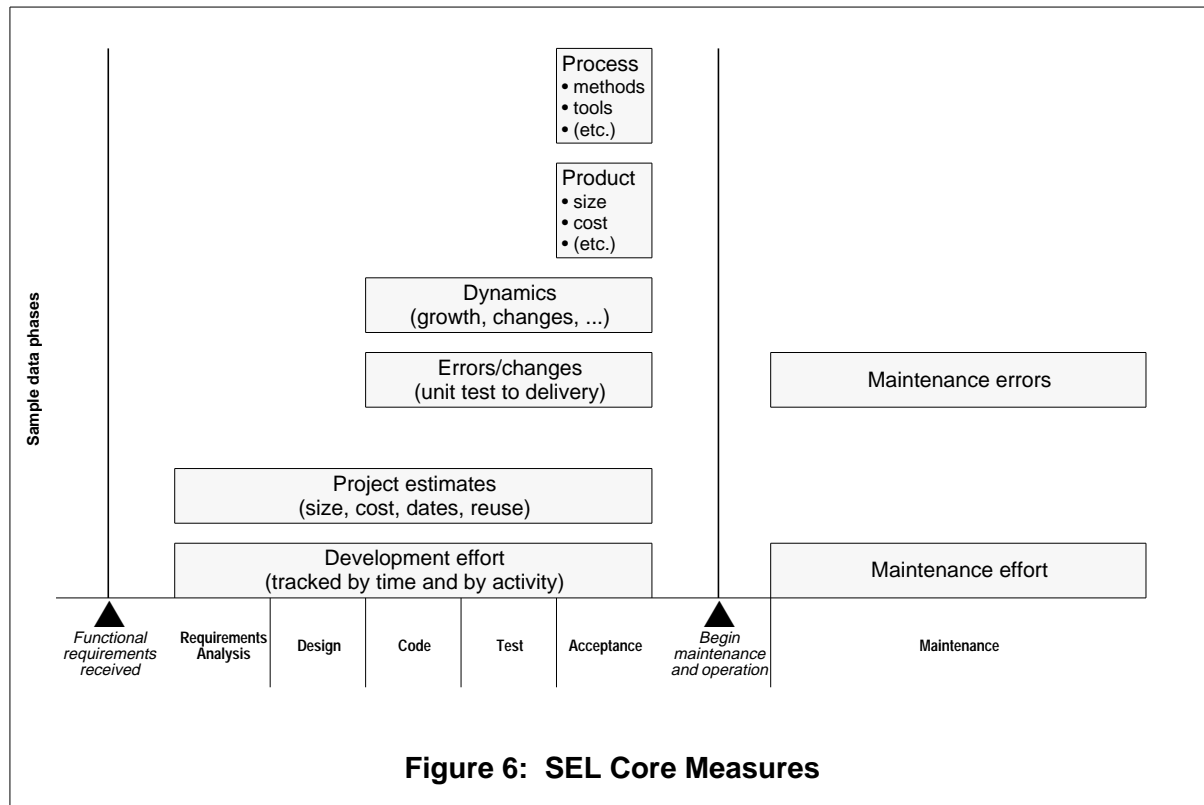 Process
• methods
• tools
• (etc.)
Product
• size
• cost
• (etc.)
Dynamics
(growth, changes, ...)
Errors/changes
(unit test to delivery)
Maintenance errors
Sample data phases
Project estimates
(size, cost, dates, reuse)
Development effort
(tracked by time and by activity)
Maintenance effort
Functional
requirements
received
Requirements
Analysis
Design
Code
Test
Acceptance
Begin
maintenance
and operation
Maintenance
Figure 6: SEL Core Measures